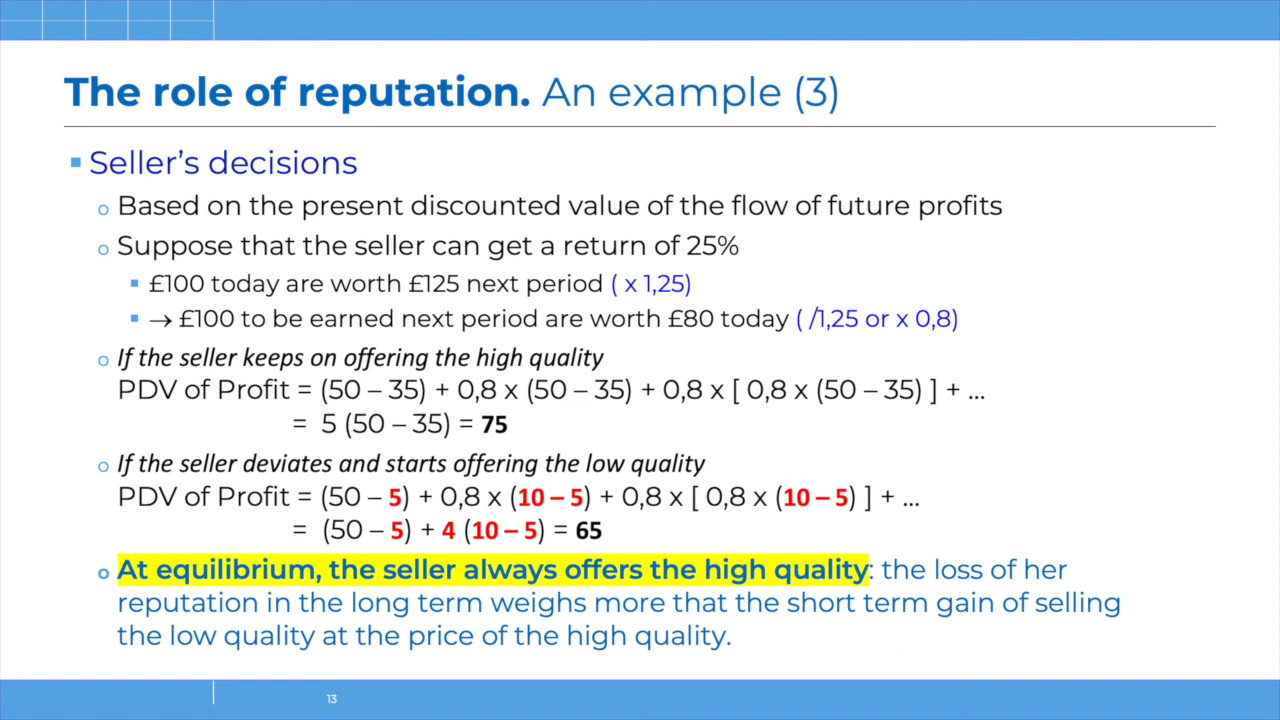 The role of reputation. An example (3)
▪ Seller's decisions
o Based on the present discounted value of the flow of future profits
o Suppose that the seller can get a return of 25%
▪ £100 today are worth £125 next period ( x 1,25)
▪ → £100 to be earned next period are worth £80 today ( /1,25 or x 0,8)
o If the seller keeps on offering the high quality
PDV of Profit = (50 – 35) + 0,8 x (50 – 35) + 0,8 x [ 0,8 x (50 – 35) ] + ...
= 5 (50 – 35) = 75
o If the seller deviates and starts offering the low quality
PDV of Profit = (50 – 5) + 0,8 x (10 – 5) + 0,8 x [ 0,8 x (10 – 5) ] + ...
= (50 – 5) + 4 (10 – 5) = 65
o At equilibrium, the seller always offers the high quality: the loss of her
reputation in the long term weighs more that the short term gain of selling
the low quality at the price of the high quality.
13